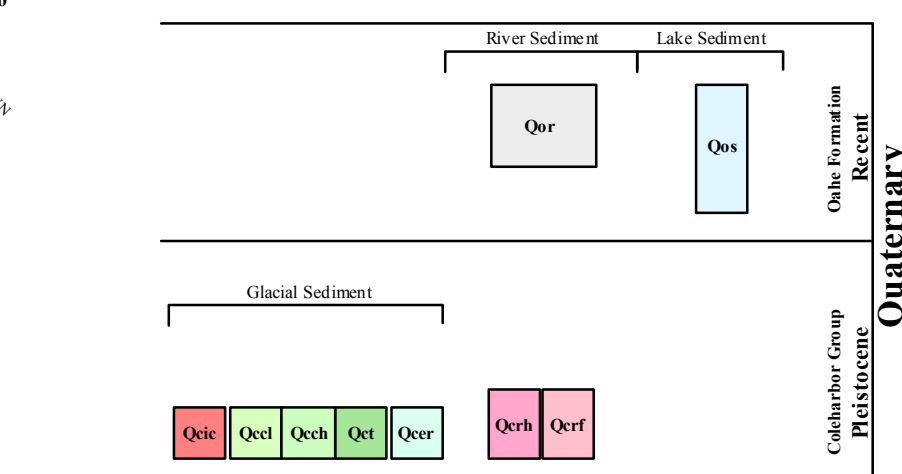 River Sediment
Lake Sediment
Qor
Qos
Oahe Formation
Recent
Quaternary
Glacial Sediment
Qcic
Qccl
Qcch
Qct
Qcer
Qcrh
Qcrf
Coleharbor Group
Pleistocene